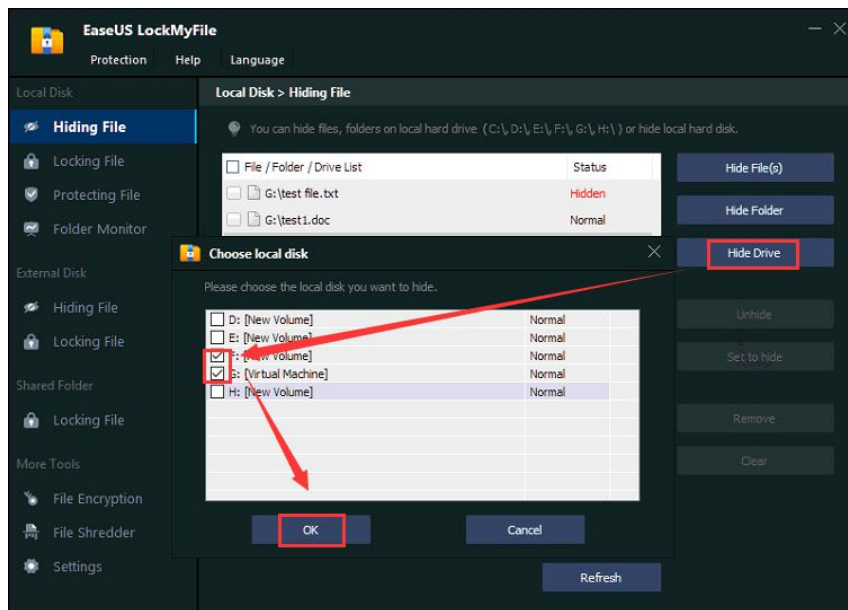 EaseUS LockMyFile
Protection Help Language
Local Disk
Hiding File
Locking File
Protecting File
Folder Monitor
External Disk
Hiding File
Locking File
Shared Folder
Locking File
More Tools
File Encryption
File Shredder
Settings
Local Disk > Hiding File
You can hide files, folders on local hard drive (C:\, D:\, E:\, F:\, G:\, H:\ ) or hide local hard disk.
File / Folder / Drive List Status
G:\test file.txt Hidden
G:\test1.doc Normal
Hide File(s)
Hide Folder
Hide Drive
Unhide
Set to hide
Remove
Clear
Choose local disk
Please choose the local disk you want to hide.
D: [New Volume] Normal
E: [New Volume] Normal
F: [New Volume] Normal
G: [Virtual Machine] Normal
H: [New Volume] Normal
OK Cancel
Refresh